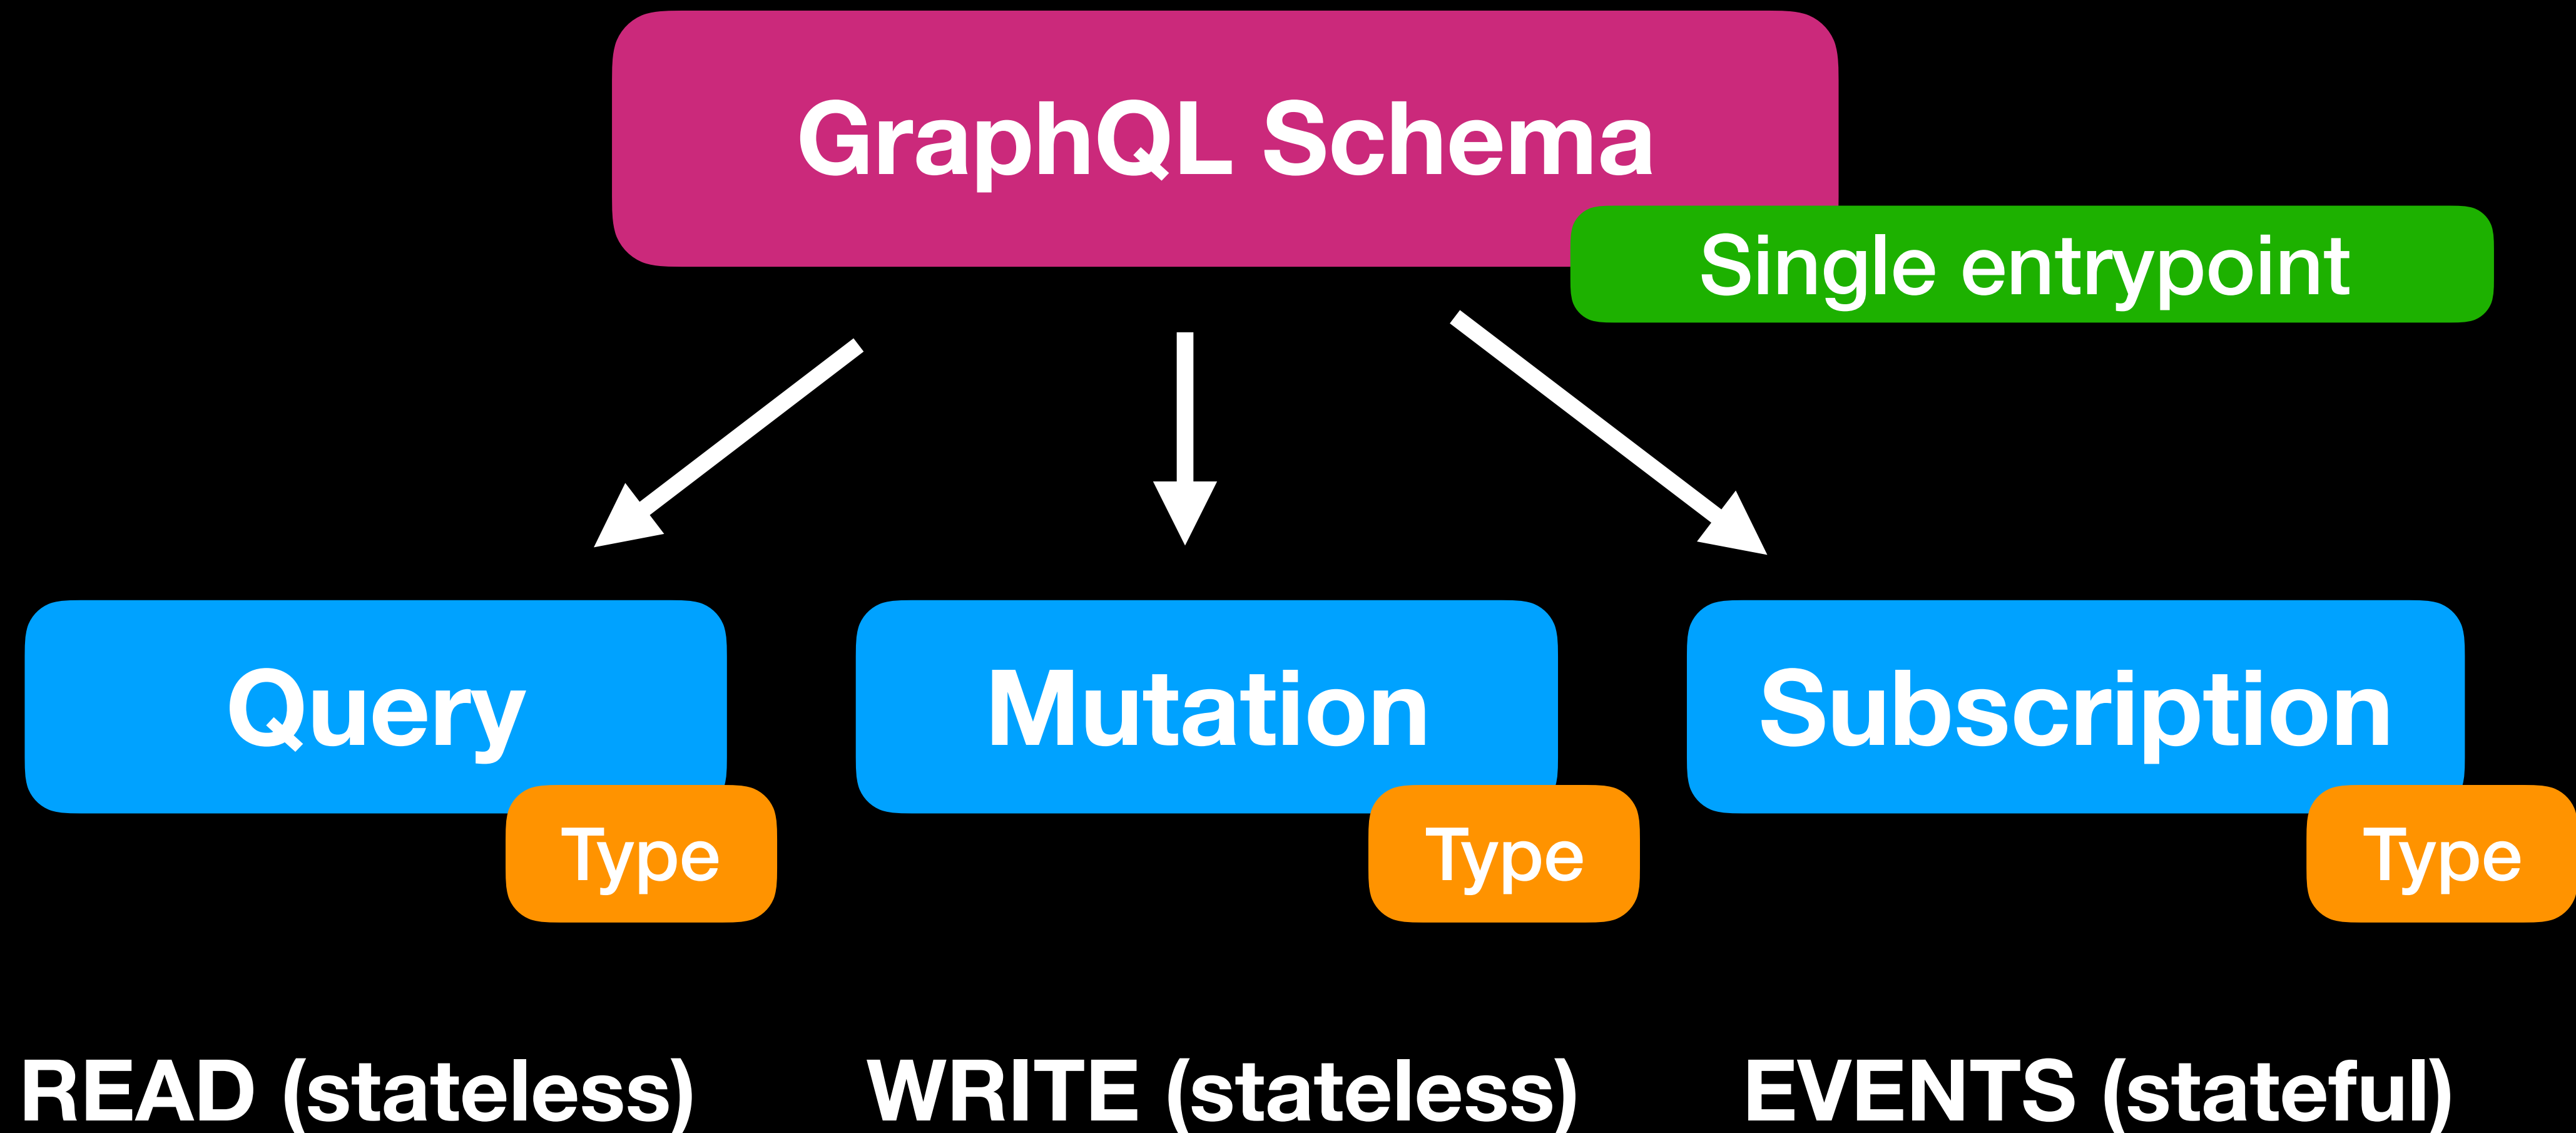 GraphQL Schema
Single entrypoint
Query
Type
Mutation
Type
Subscription
Type
READ (stateless)
WRITE (stateless)
EVENTS (stateful)